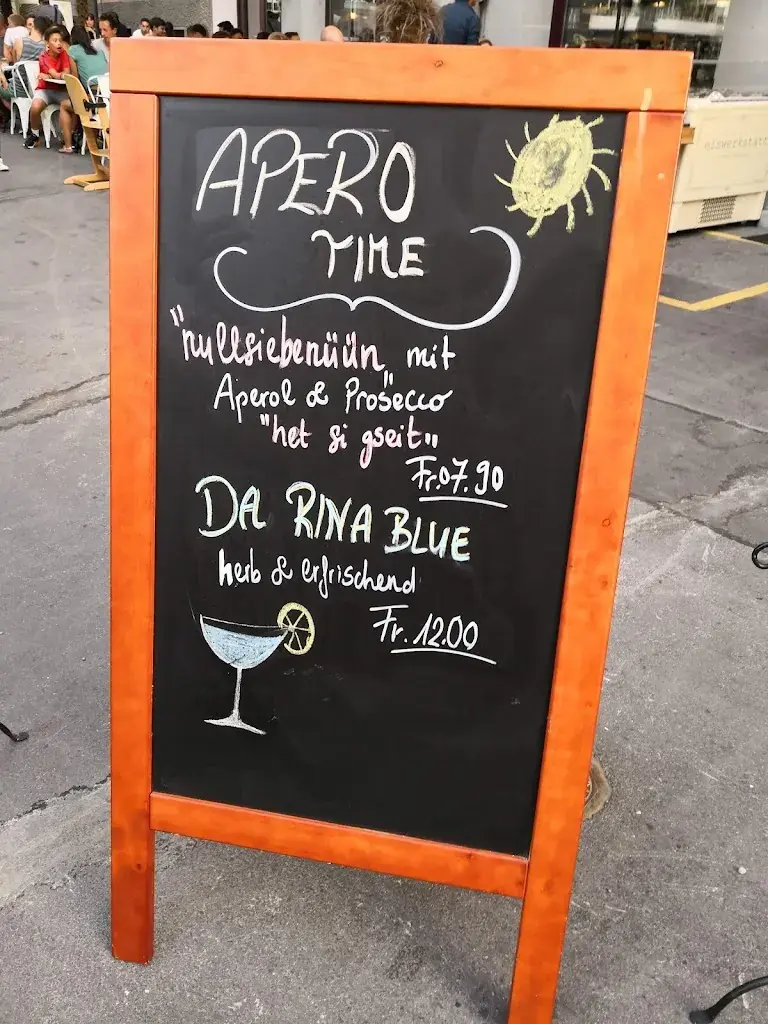 APERO
TIME
"nullsiebenüün" mit
Aperol & Prosecco
"het si gseit"
Fr.07.90
DA RINA BLUE
herb & erfrischend
Fr. 12.00
eiswerkstatt